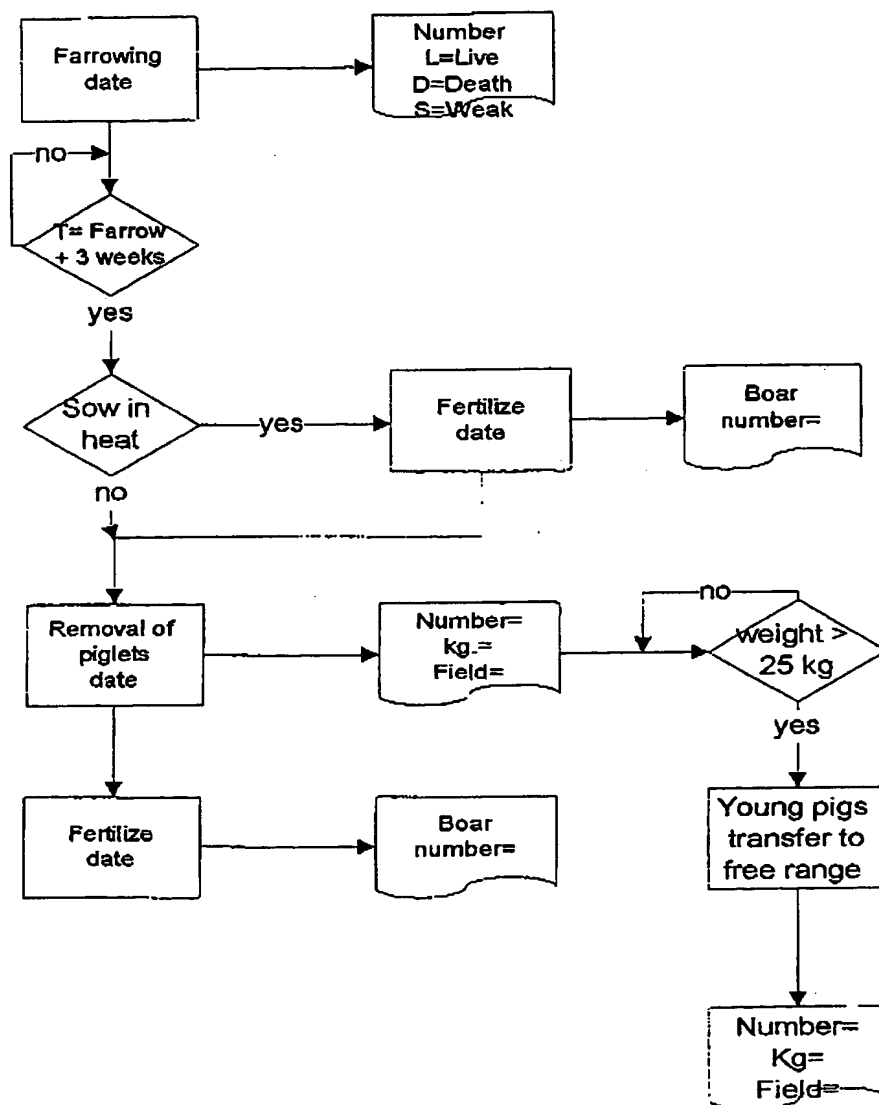 Farrowing
date
Number
L=Live
D=Death
S=Weak
no
T= Farrow
+ 3 weeks
yes
Sow in
heat
yes
Fertilize
date
Boar
number=
no
Removal of
piglets
date
Number=
kg.=
Field=
no
weight >
25 kg
yes
Fertilize
date
Boar
number=
Young pigs
transfer to
free range
Number=
Kg=
Field=